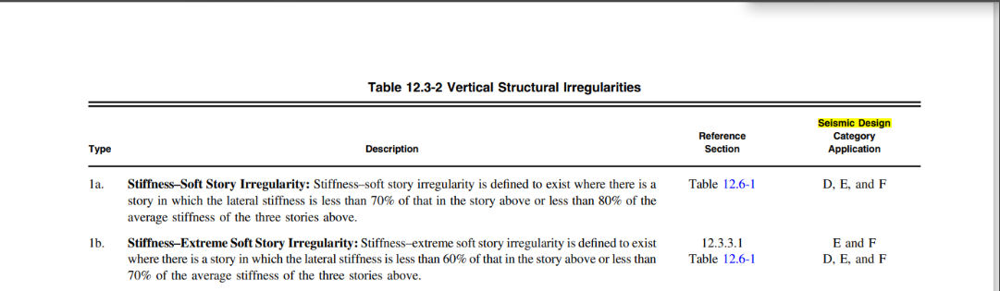 Table 12.3-2 Vertical Structural Irregularities
Seismic Design
Reference Category
Type Description Section Application
1a. Stiffness–Soft Story Irregularity: Stiffness–soft story irregularity is defined to exist where there is a Table 12.6-1 D, E, and F
story in which the lateral stiffness is less than 70% of that in the story above or less than 80% of the
average stiffness of the three stories above.
1b. Stiffness–Extreme Soft Story Irregularity: Stiffness–extreme soft story irregularity is defined to exist 12.3.3.1 E and F
where there is a story in which the lateral stiffness is less than 60% of that in the story above or less than Table 12.6-1 D, E, and F
70% of the average stiffness of the three stories above.